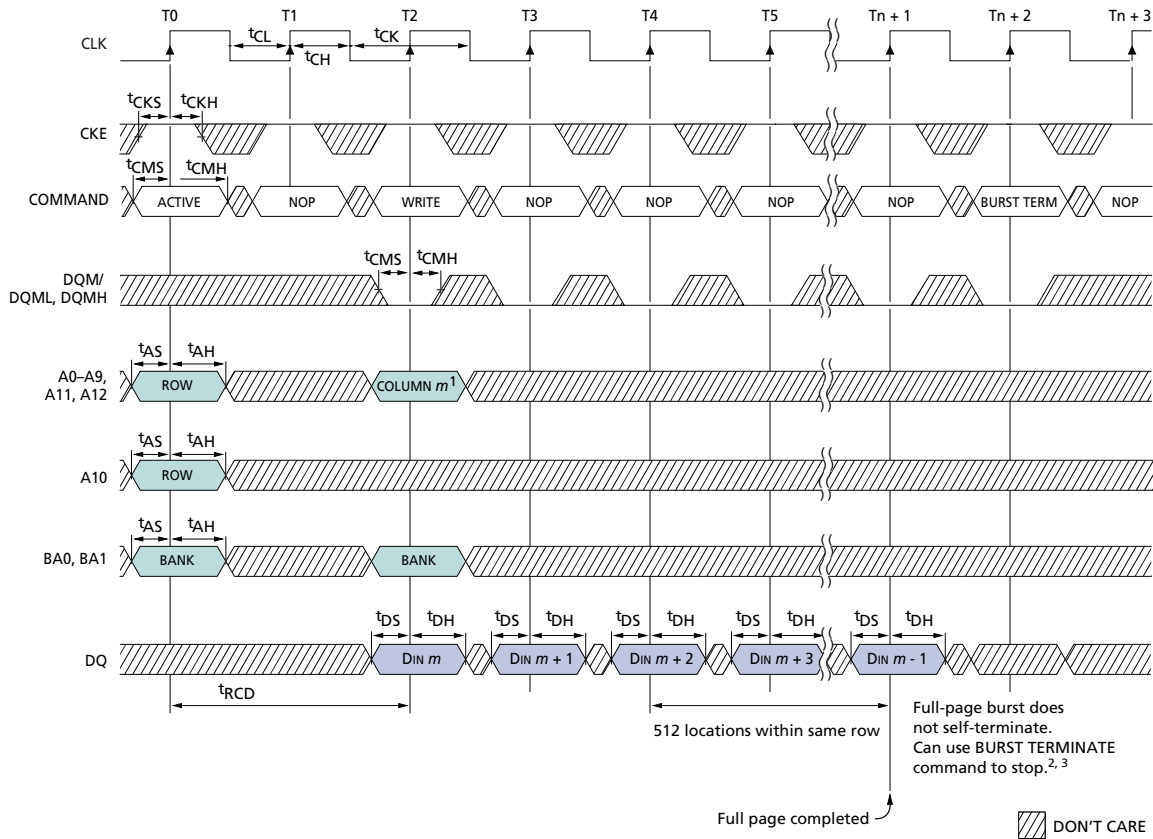 T0 T1 T2 T3 T4 T5 Tn + 1 Tn + 2 Tn + 3
CLK
tCL tCK
tCH
tCKS tCKH
CKE
tCMS tCMH
COMMAND ACTIVE NOP WRITE NOP NOP NOP NOP BURST TERM NOP
tCMS tCMH
DQM/
DQML, DQMH
tAS tAH
A0–A9,
A11, A12
ROW COLUMN m1
tAS tAH
A10 ROW
tAS tAH
BA0, BA1 BANK BANK
tDS tDH tDS tDH tDS tDH tDS tDH tDS tDH
DQ DIN m DIN m + 1 DIN m + 2 DIN m + 3 DIN m - 1
tRCD
512 locations within same row
Full-page burst does
not self-terminate.
Can use BURST TERMINATE
command to stop.2, 3
Full page completed
DON'T CARE